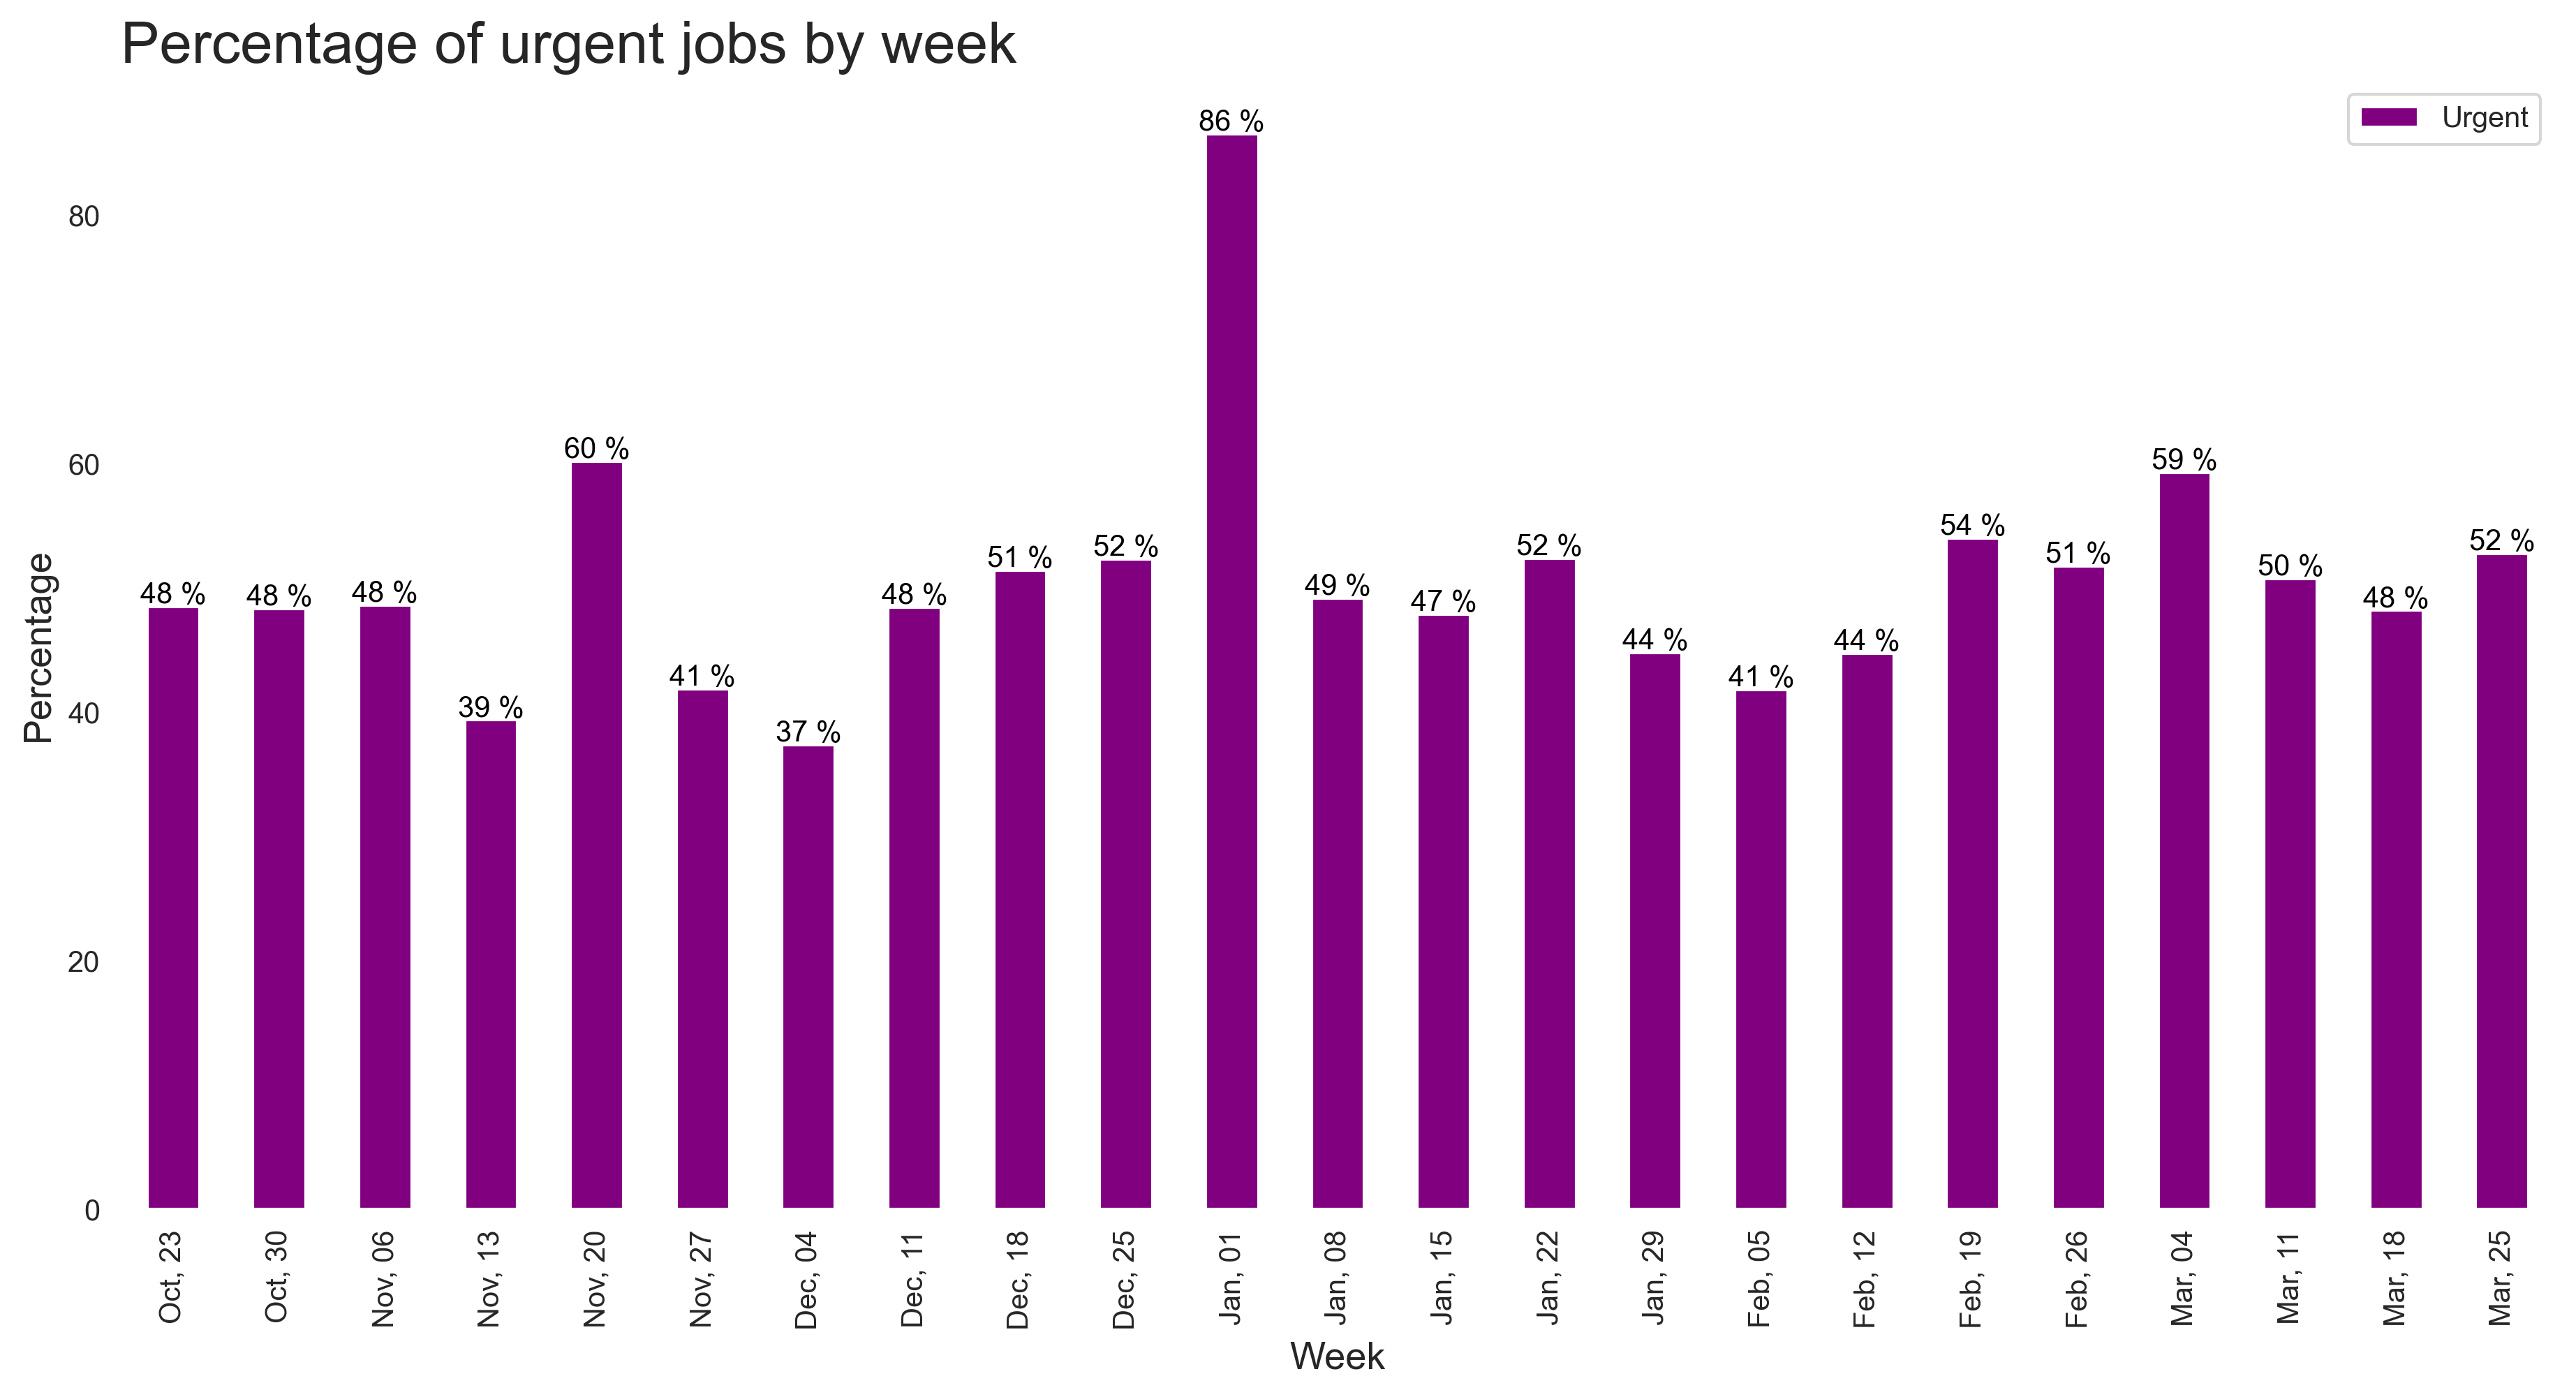 Percentage of urgent jobs by week
Urgent
Percentage
80
60
40
20
0
48 %
48 %
48 %
39 %
60 %
41 %
37 %
48 %
51 %
52 %
86 %
49 %
47 %
52 %
44 %
41 %
44 %
54 %
51 %
59 %
50 %
48 %
52 %
Oct, 23
Oct, 30
Nov, 06
Nov, 13
Nov, 20
Nov, 27
Dec, 04
Dec, 11
Dec, 18
Dec, 25
Jan, 01
Jan, 08
Jan, 15
Jan, 22
Jan, 29
Feb, 05
Feb, 12
Feb, 19
Feb, 26
Mar, 04
Mar, 11
Mar, 18
Mar, 25
Week